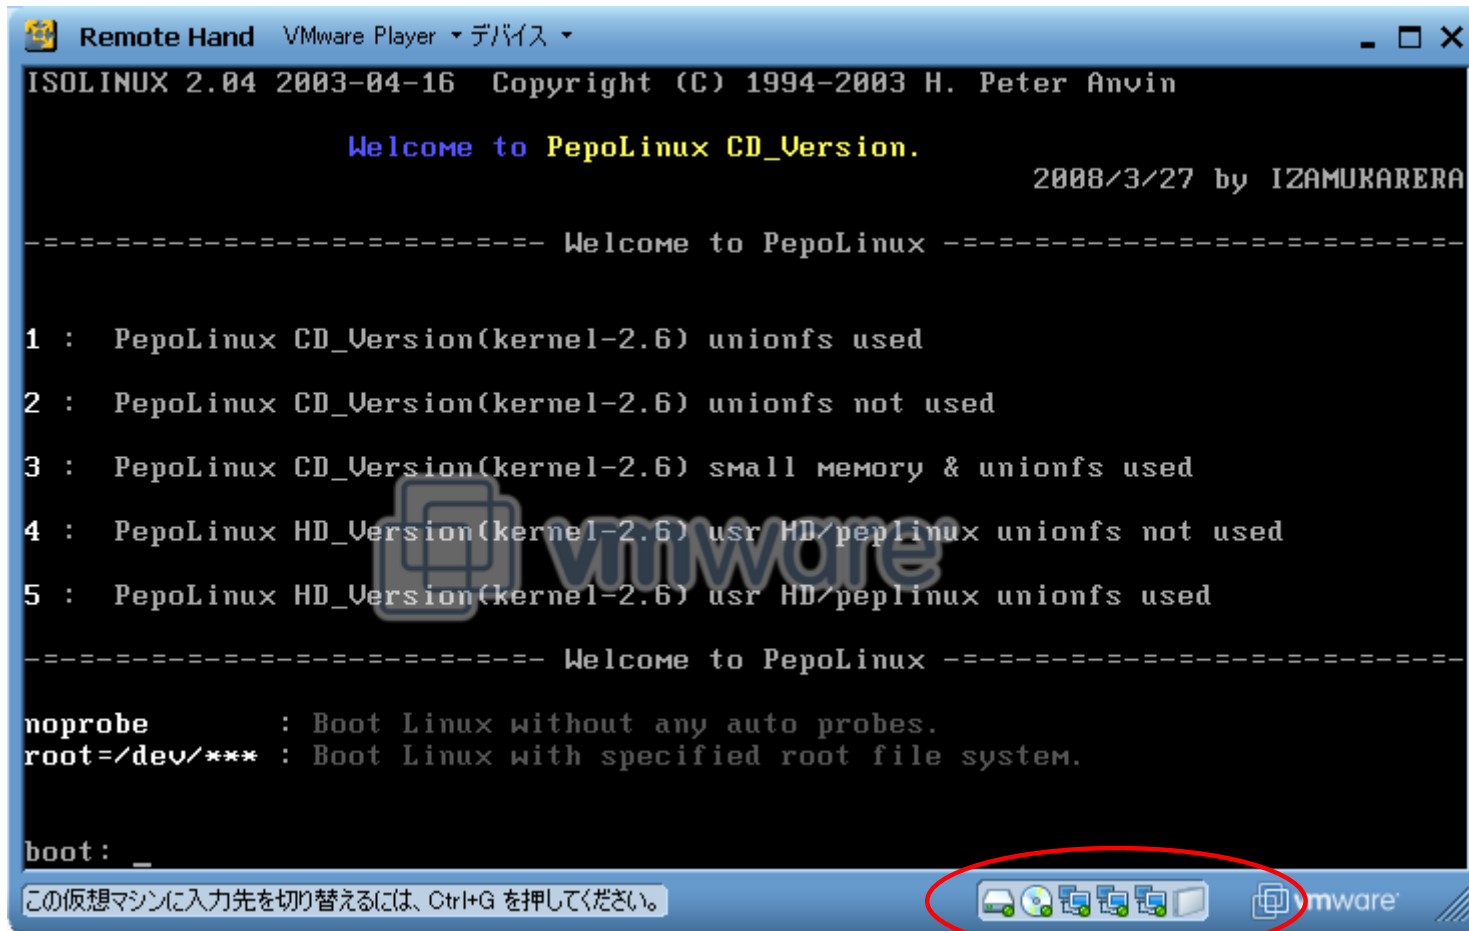 Remote Hand VMware Player デバイス
ISOLINUX 2.04 2003-04-16 Copyright (C) 1994-2003 H. Peter Anvin
Welcome to PepoLinux CD_Version.
2008/3/27 by IZAMUKARERA
-=-=-=-=-=-=-=-=-=-=-=-=-=-=- Welcome to PepoLinux -=-=-=-=-=-=-=-=-=-=-=-=-=-=-
1 : PepoLinux CD_Version(kernel-2.6) unionfs used
2 : PepoLinux CD_Version(kernel-2.6) unionfs not used
3 : PepoLinux CD_Version(kernel-2.6) small memory & unionfs used
4 : PepoLinux HD_Version(kernel-2.6) usr HD/peplinux unionfs not used
vmware
5 : PepoLinux HD_Version(kernel-2.6) usr HD/peplinux unionfs used
-=-=-=-=-=-=-=-=-=-=-=-=-=-=- Welcome to PepoLinux -=-=-=-=-=-=-=-=-=-=-=-=-=-=-
noprobe : Boot Linux without any auto probes.
root=/dev/*** : Boot Linux with specified root file system.
boot: _
この仮想マシンに入力先を切り替えるには、Ctrl+G を押してください。 vmware